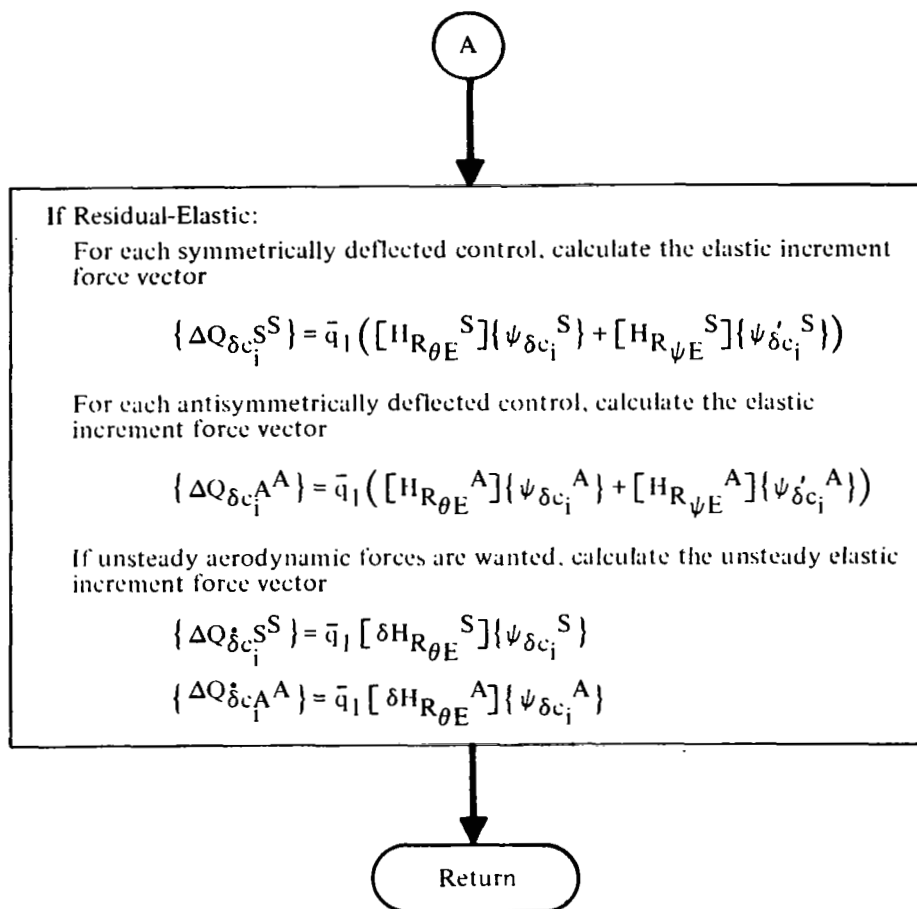 A
If Residual-Elastic:
For each symmetrically deflected control, calculate the elastic increment
force vector
{ΔQ_{δc_i^S}^S} = q̄_1 ([H_{R_{θE}}^S]{ψ_{δc_i}^S} + [H_{R_{ψE}}^S]{ψ'_{δc_i}^S})
For each antisymmetrically deflected control, calculate the elastic
increment force vector
{ΔQ_{δc_i^A}^A} = q̄_1 ([H_{R_{θE}}^A]{ψ_{δc_i}^A} + [H_{R_{ψE}}^A]{ψ'_{δc_i}^A})
If unsteady aerodynamic forces are wanted, calculate the unsteady elastic
increment force vector
{ΔQ_{δ̇c_i^S}^S} = q̄_1 [δH_{R_{θE}}^S]{ψ_{δc_i}^S}
{ΔQ_{δ̇c_i^A}^A} = q̄_1 [δH_{R_{θE}}^A]{ψ_{δc_i}^A}
Return